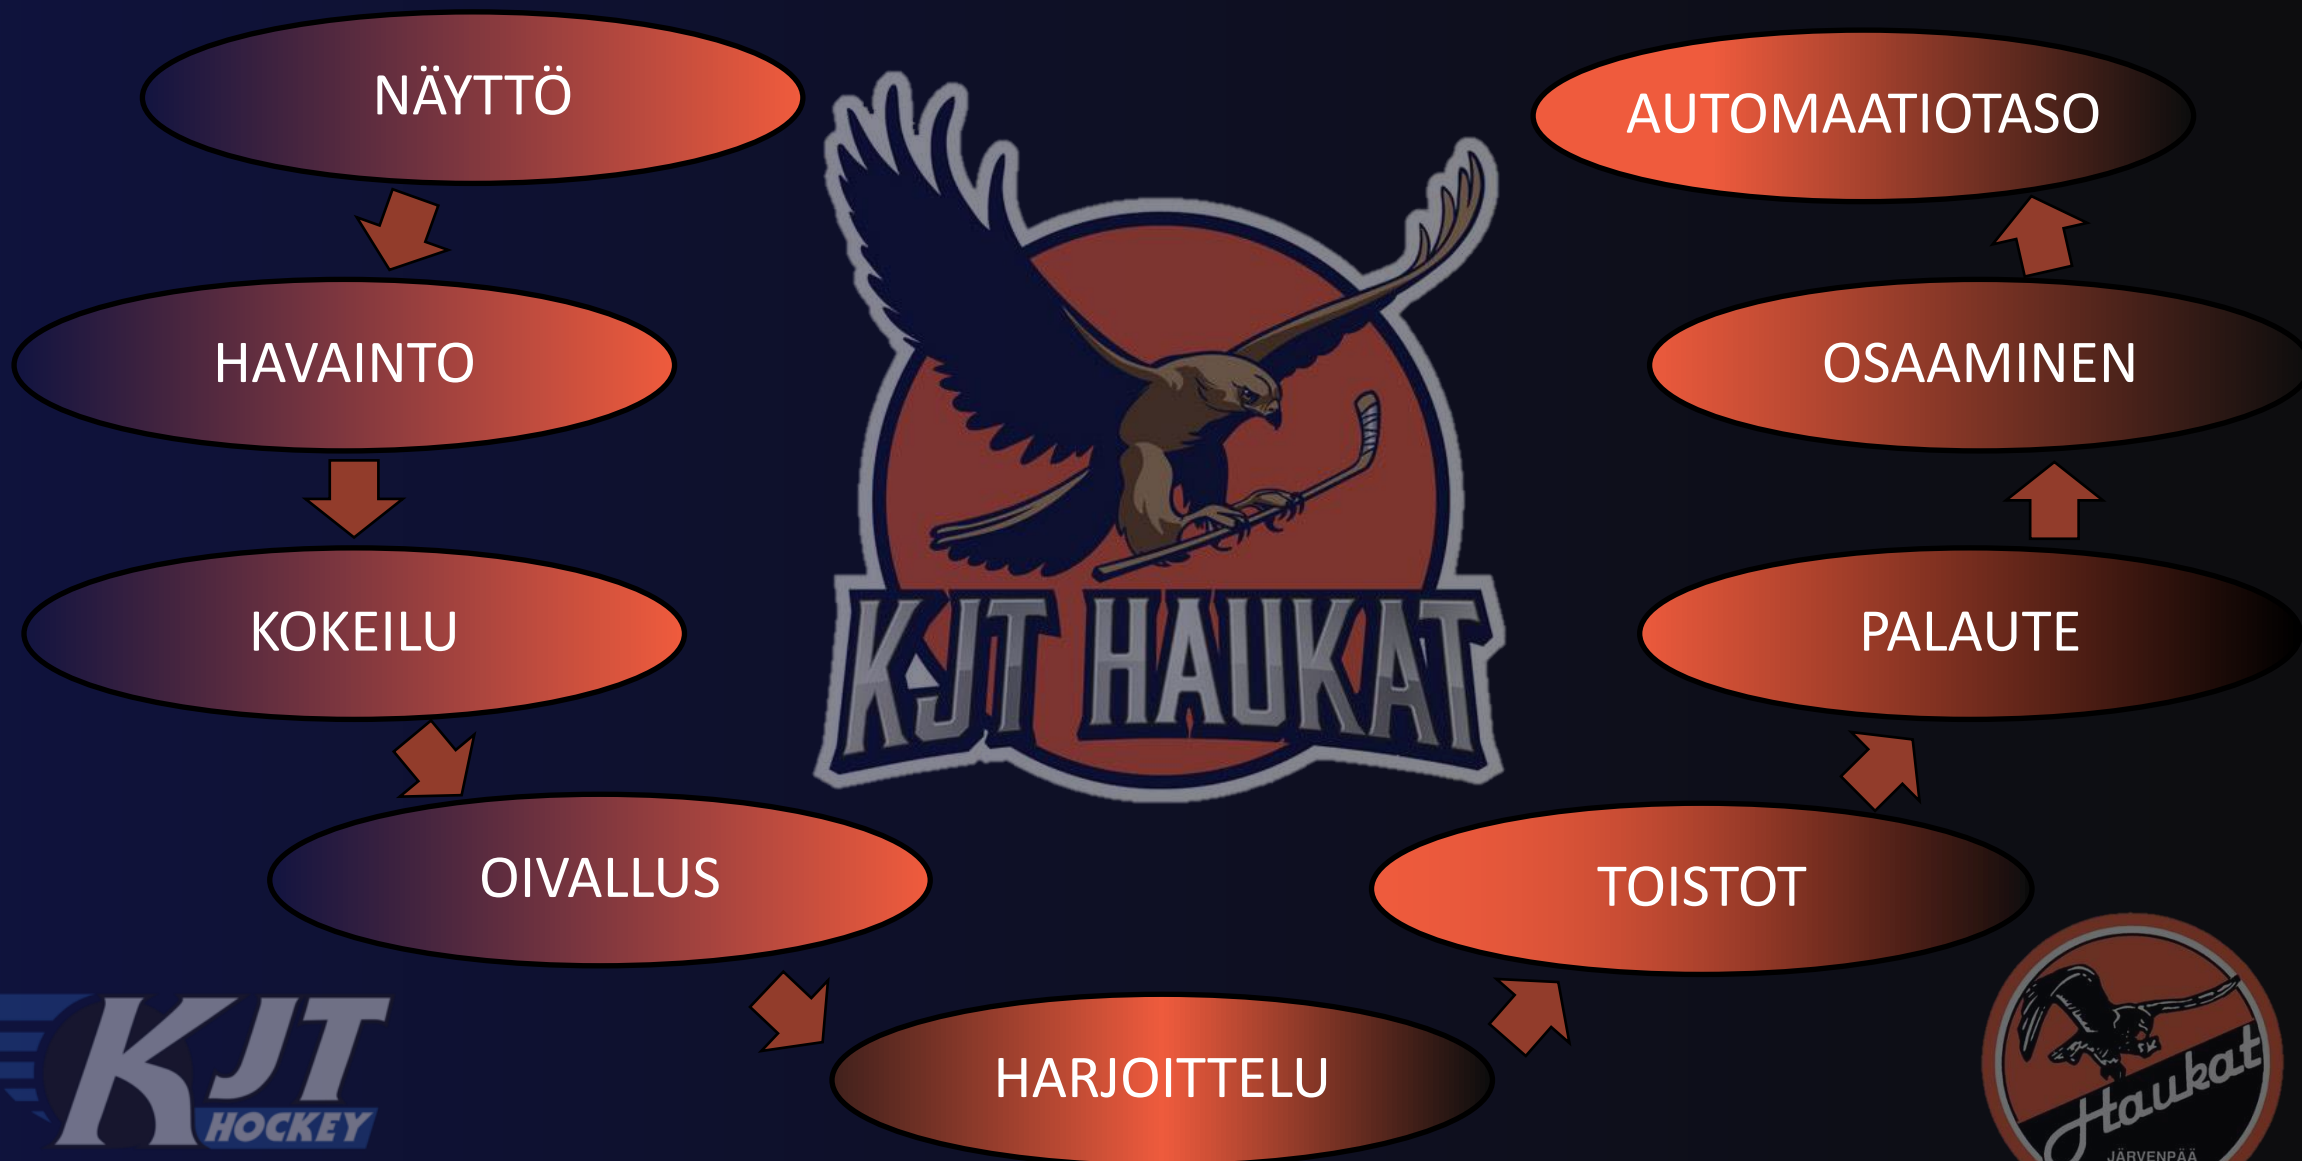 NÄYTTÖ
HAVAINTO
KOKEILU
OIVALLUS
HARJOITTELU
TOISTOT
PALAUTE
OSAAMINEN
AUTOMAATIOTASO
KJT HAUKAT
KJT
HOCKEY
Haukat
JÄRVENPÄÄ